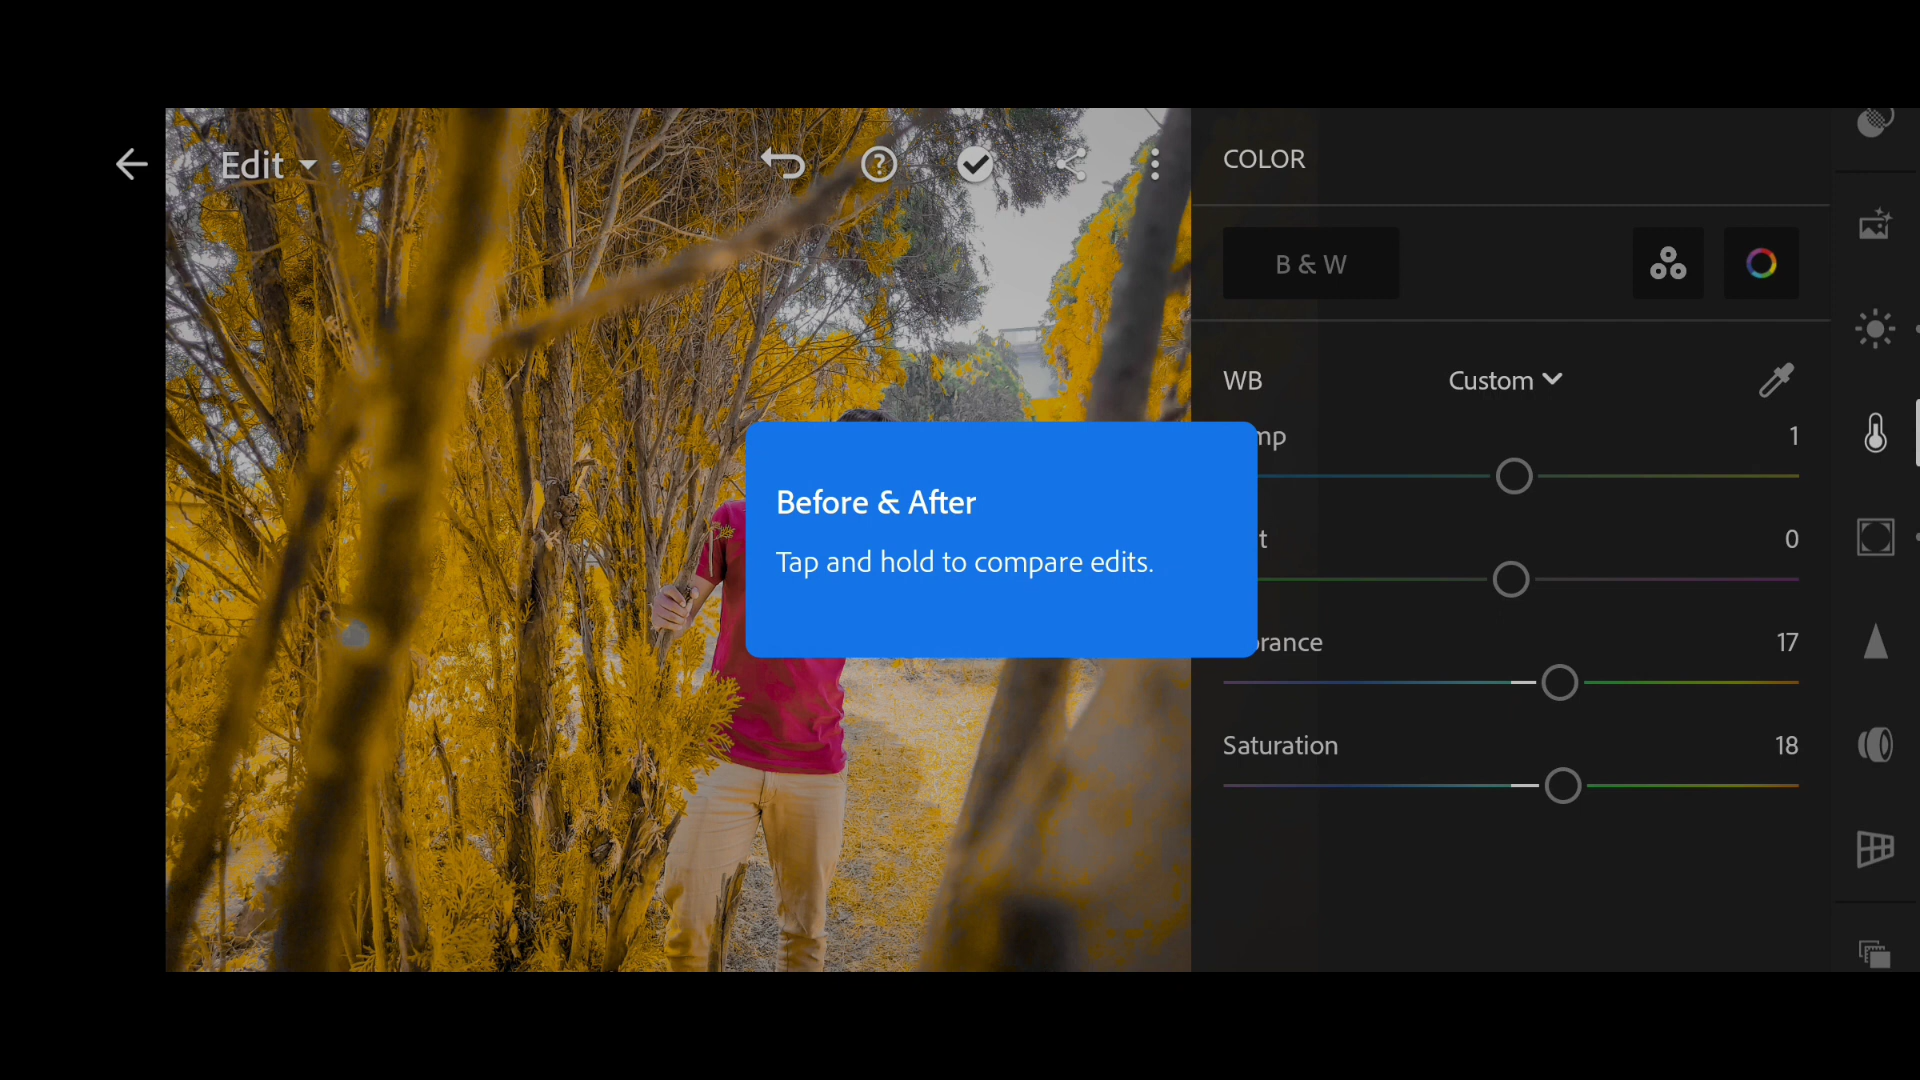 Edit
COLOR
B & W
WB
Custom
mp
1
Before & After
Tap and hold to compare edits.
t
0
rance
17
Saturation
18